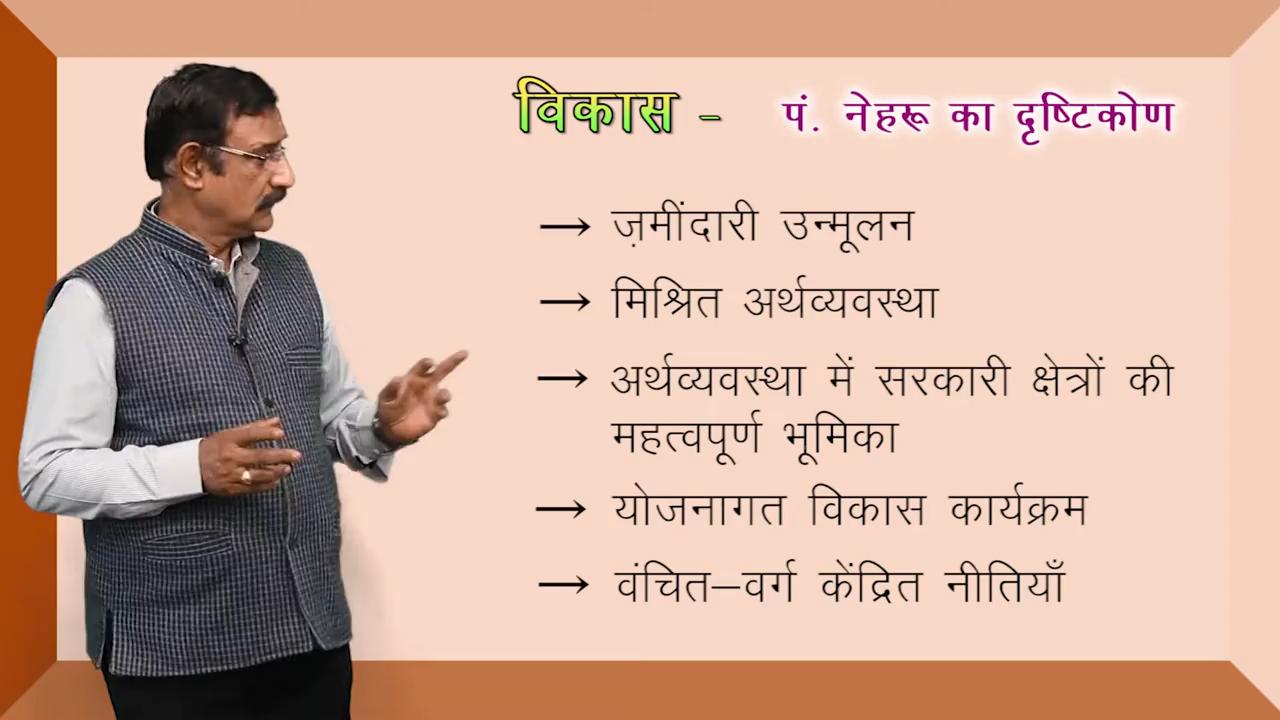 विकास - पं. नेहरू का दृष्टिकोण
→ ज़मींदारी उन्मूलन
→ मिश्रित अर्थव्यवस्था
→ अर्थव्यवस्था में सरकारी क्षेत्रों की
महत्वपूर्ण भूमिका
→ योजनागत विकास कार्यक्रम
→ वंचित–वर्ग केंद्रित नीतियाँ